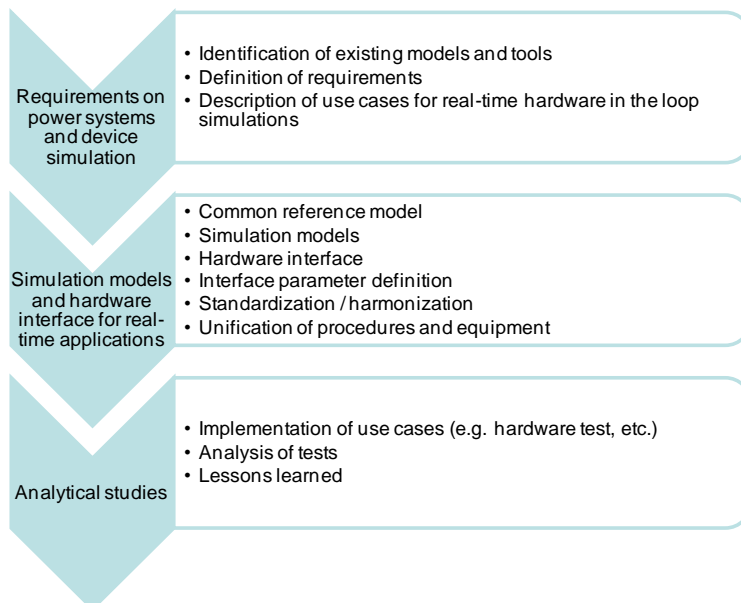 Requirements on
power systems
and device
simulation
• Identification of existing models and tools
• Definition of requirements
• Description of use cases for real-time hardware in the loop
simulations
Simulation models
and hardware
interface for real-
time applications
• Common reference model
• Simulation models
• Hardware interface
• Interface parameter definition
• Standardization / harmonization
• Unification of procedures and equipment
Analytical studies
• Implementation of use cases (e.g. hardware test, etc.)
• Analysis of tests
• Lessons learned